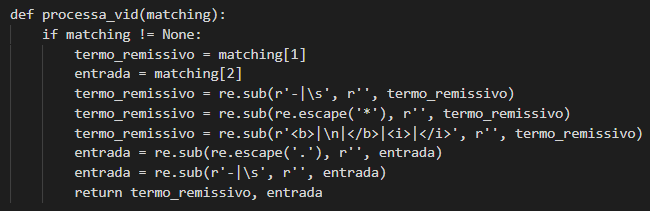 def processa_vid(matching):
    if matching != None:
        termo_remissivo = matching[1]
        entrada = matching[2]
        termo_remissivo = re.sub(r'-|\s', r'', termo_remissivo)
        termo_remissivo = re.sub(re.escape('*'), r'', termo_remissivo)
        termo_remissivo = re.sub(r'<b>|\n|</b>|<i>|</i>', r'', termo_remissivo)
        entrada = re.sub(re.escape('.'), r'', entrada)
        entrada = re.sub(r'-|\s', r'', entrada)
        return termo_remissivo, entrada